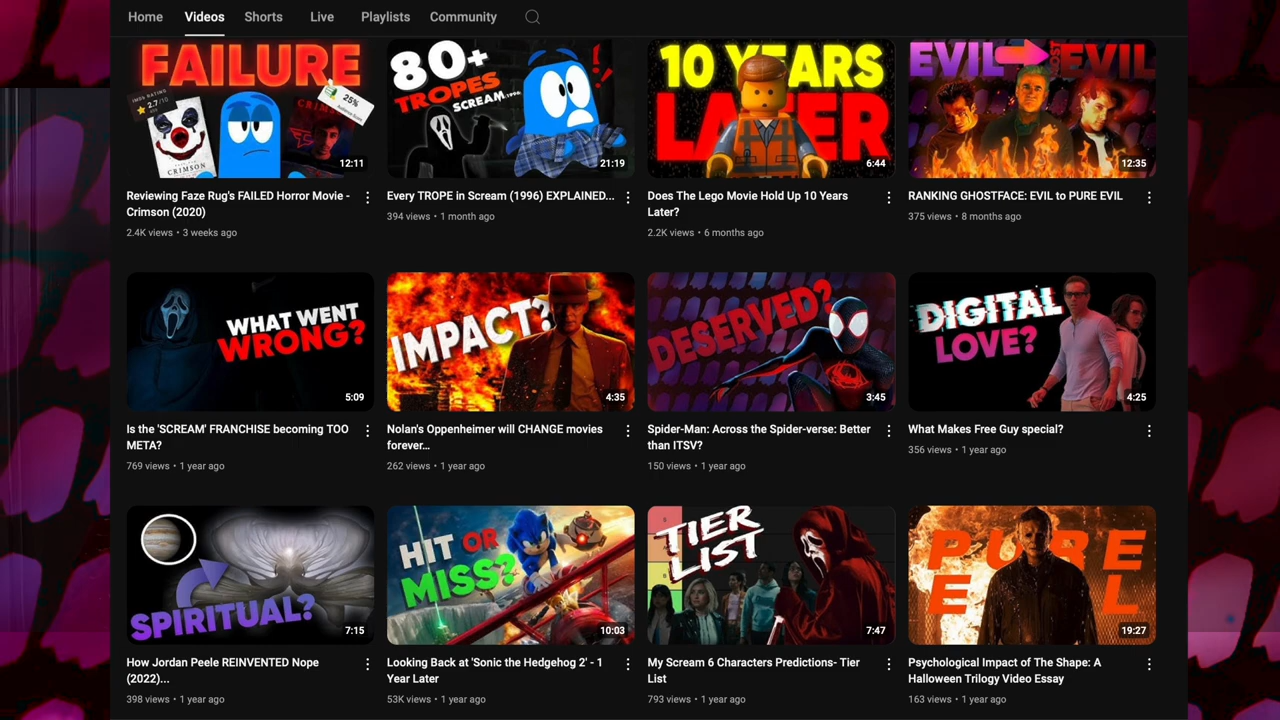 Home Videos Shorts Live Playlists Community
FAILURE
IMDb RATING
2.7/10
25%
Audience Score
CRIMSON
12:11
80+
TROPES
SCREAM (1996)
21:19
10 YEARS
LATER
6:44
EVIL EVIL
12:35
Reviewing Faze Rug's FAILED Horror Movie -
Crimson (2020)
2.4K views • 3 weeks ago
Every TROPE in Scream (1996) EXPLAINED...
394 views • 1 month ago
Does The Lego Movie Hold Up 10 Years
Later?
2.2K views • 6 months ago
RANKING GHOSTFACE: EVIL to PURE EVIL
375 views • 8 months ago
WHAT WENT
WRONG?
5:09
IMPACT?
4:35
DESERVED?
3:45
DIGITAL
LOVE?
4:25
Is the 'SCREAM' FRANCHISE becoming TOO
META?
769 views • 1 year ago
Nolan's Oppenheimer will CHANGE movies
forever...
262 views • 1 year ago
Spider-Man: Across the Spider-verse: Better
than ITSV?
150 views • 1 year ago
What Makes Free Guy special?
356 views • 1 year ago
SPIRITUAL?
7:15
HIT OR
MISS?
10:03
TIER
LIST
7:47
PURE
E L
19:27
How Jordan Peele REINVENTED Nope
(2022)...
398 views • 1 year ago
Looking Back at 'Sonic the Hedgehog 2' - 1
Year Later
53K views • 1 year ago
My Scream 6 Characters Predictions- Tier
List
793 views • 1 year ago
Psychological Impact of The Shape: A
Halloween Trilogy Video Essay
163 views • 1 year ago